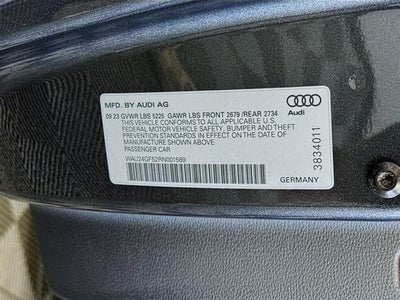 MFD. BY AUDI AG
Audi
09 23 GVWR LBS 5225 GAWR LBS FRONT 2679 /REAR 2734
THIS VEHICLE CONFORMS TO ALL APPLICABLE U.S.
FEDERAL MOTOR VEHICLE SAFETY, BUMPER AND THEFT
PREVENTION STANDARDS IN EFFECT ON THE
DATE OF MANUFACTURE SHOWN ABOVE
PASSENGER CAR
WAU24GF52RN001589
GERMANY
3834011